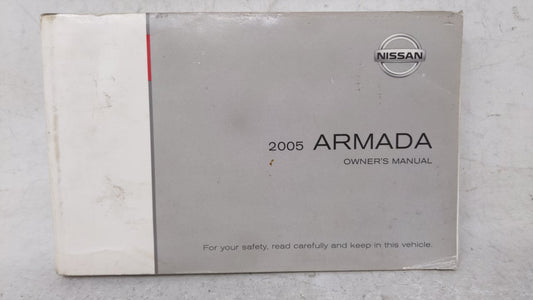 NISSAN
2005 ARMADA
OWNER'S MANUAL
For your safety, read carefully and keep in this vehicle.